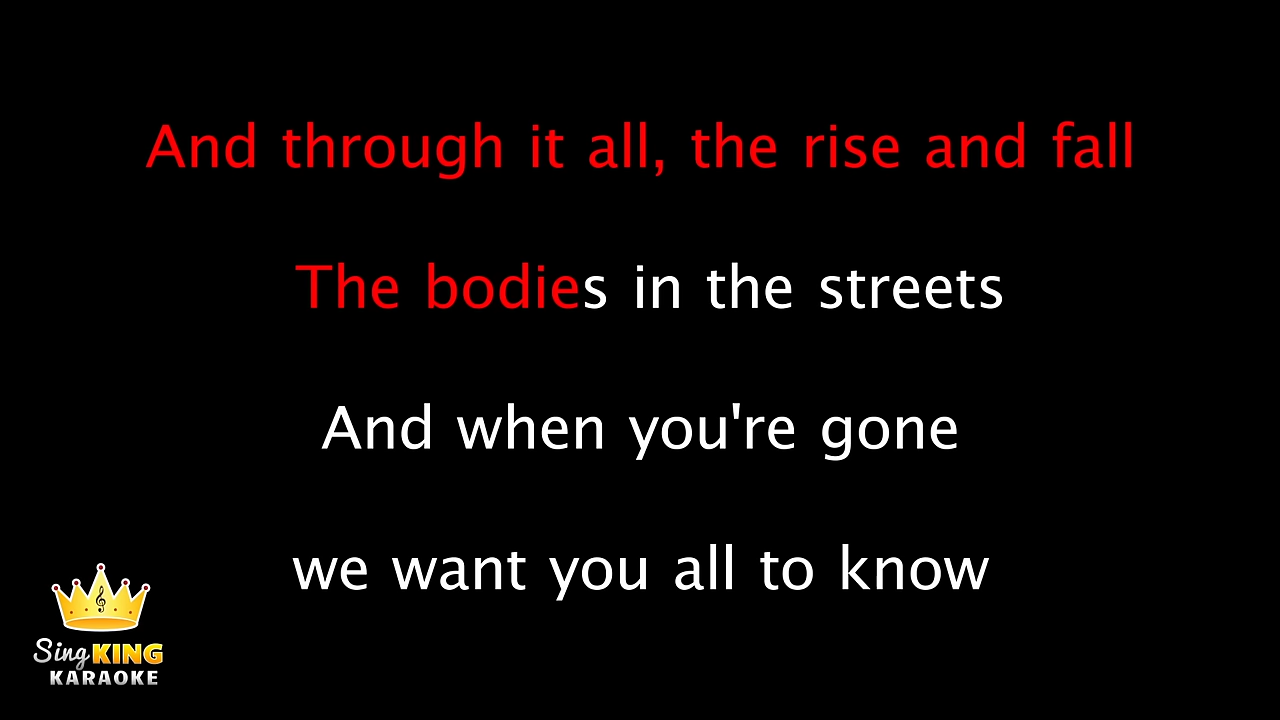 And through it all, the rise and fall
The bodies in the streets
And when you're gone
we want you all to know
Sing KING
KARAOKE